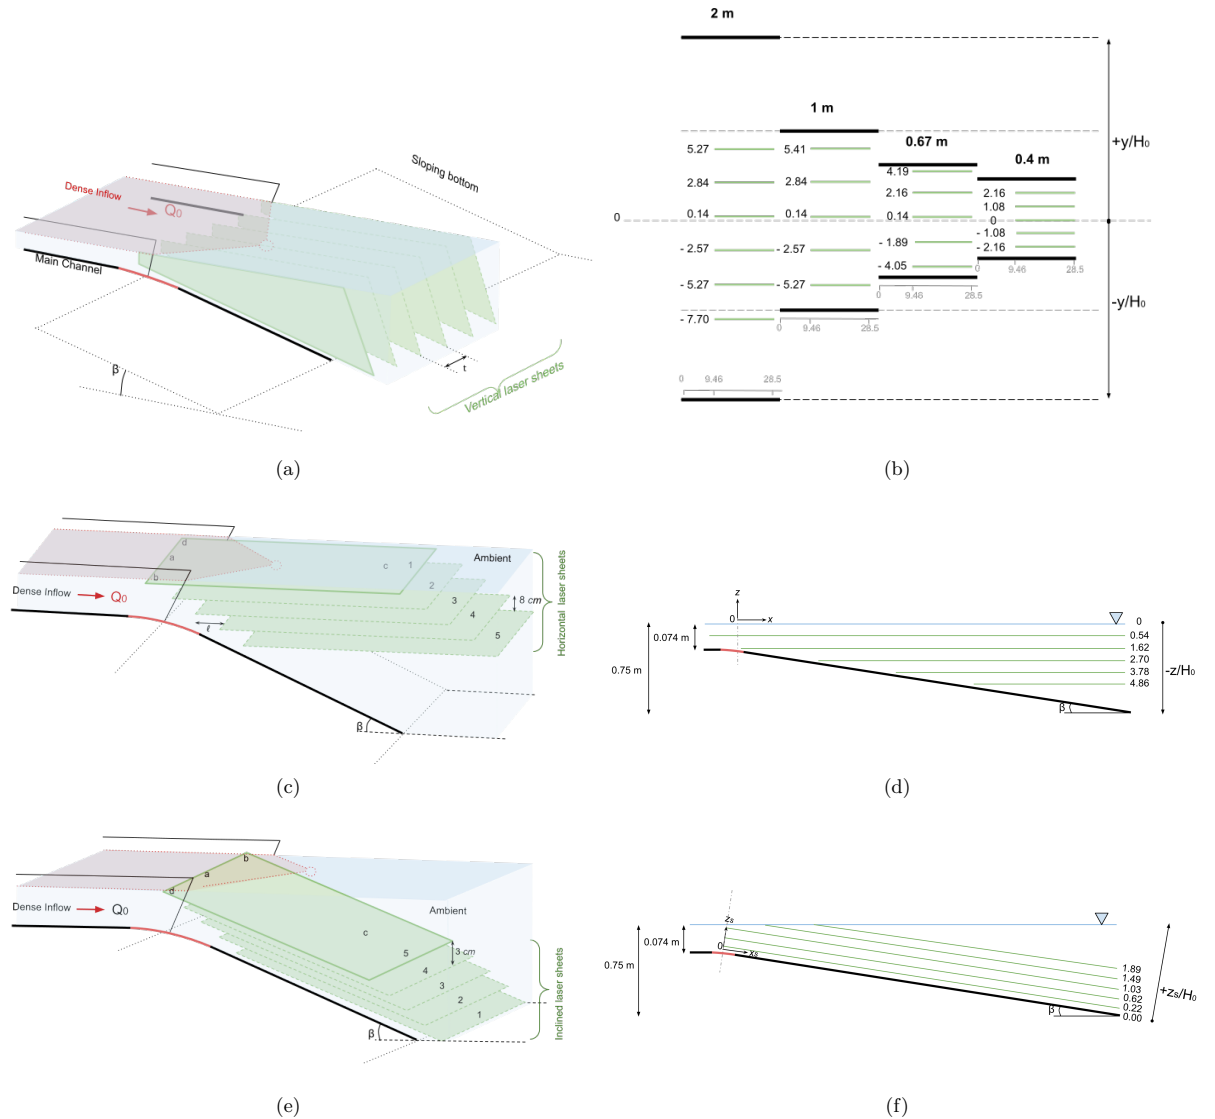 Dense Inflow
Q0
Main Channel
Sloping bottom
β
t
Vertical laser sheets
(a)
2 m
1 m
0.67 m
0.4 m
5.27
5.41
4.19
2.84
2.84
2.16
2.16
1.08
0
0.14
0.14
0.14
0
- 1.08
- 1.89
- 2.16
- 2.57
- 2.57
- 4.05
- 5.27
- 5.27
- 7.70
0 9.46 28.5
0 9.46 28.5
0 9.46 28.5
0 9.46 28.5
+y/H0
-y/H0
(b)
d
a
b
c
1
2
3
4
5
Ambient
8 cm
Dense Inflow
Q0
ℓ
β
Horizontal laser sheets
(c)
z
0
x
0.074 m
0.75 m
0
0.54
1.62
2.70
3.78
4.86
-z/H0
β
(d)
b
a
d
c
Dense Inflow
Q0
Ambient
3 cm
5
4
3
2
1
β
Inclined laser sheets
(e)
zs
0
xs
0.074 m
0.75 m
1.89
1.49
1.03
0.62
0.22
0.00
+zs/H0
β
(f)